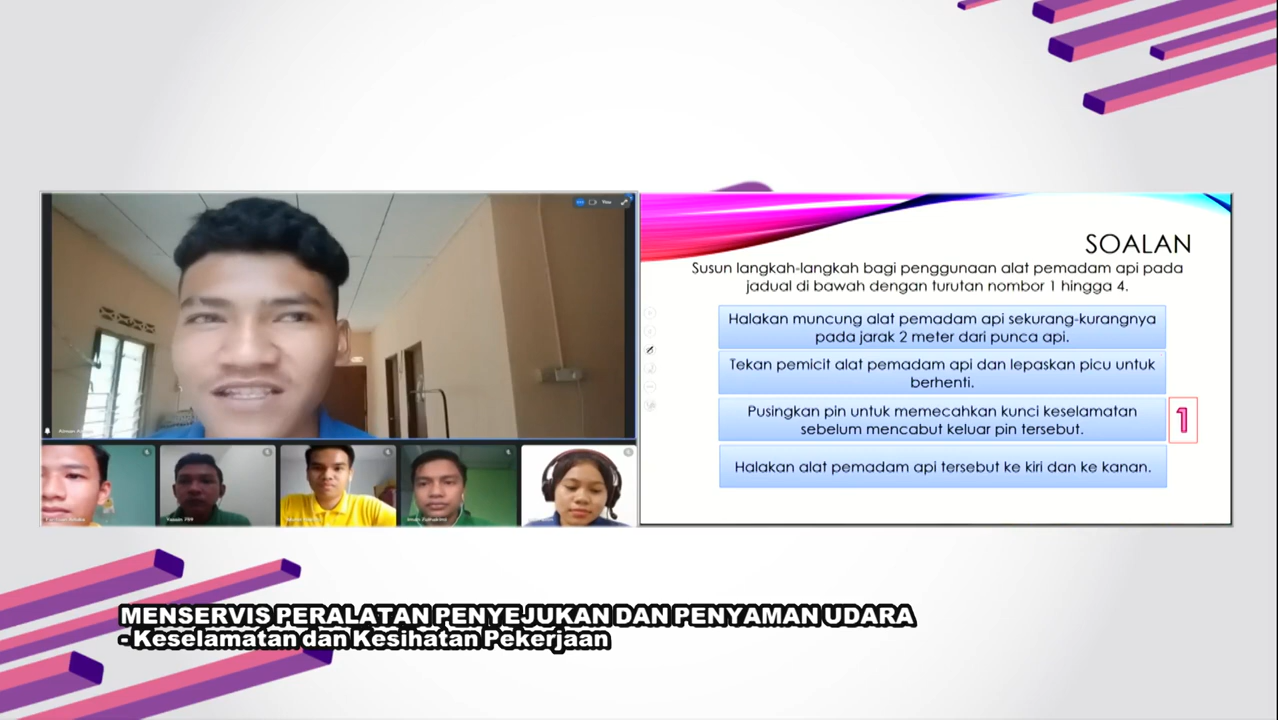 You
SOALAN
Susun langkah-langkah bagi penggunaan alat pemadam api pada
jadual di bawah dengan turutan nombor 1 hingga 4.
Halakan muncung alat pemadam api sekurang-kurangnya
pada jarak 2 meter dari punca api.
Tekan pemicit alat pemadam api dan lepaskan picu untuk
berhenti.
Pusingkan pin untuk memecahkan kunci keselamatan
sebelum mencabut keluar pin tersebut.
1
Halakan alat pemadam api tersebut ke kiri dan ke kanan.
MENSERVIS PERALATAN PENYEJUKAN DAN PENYAMAN UDARA
- Keselamatan dan Kesihatan Pekerjaan